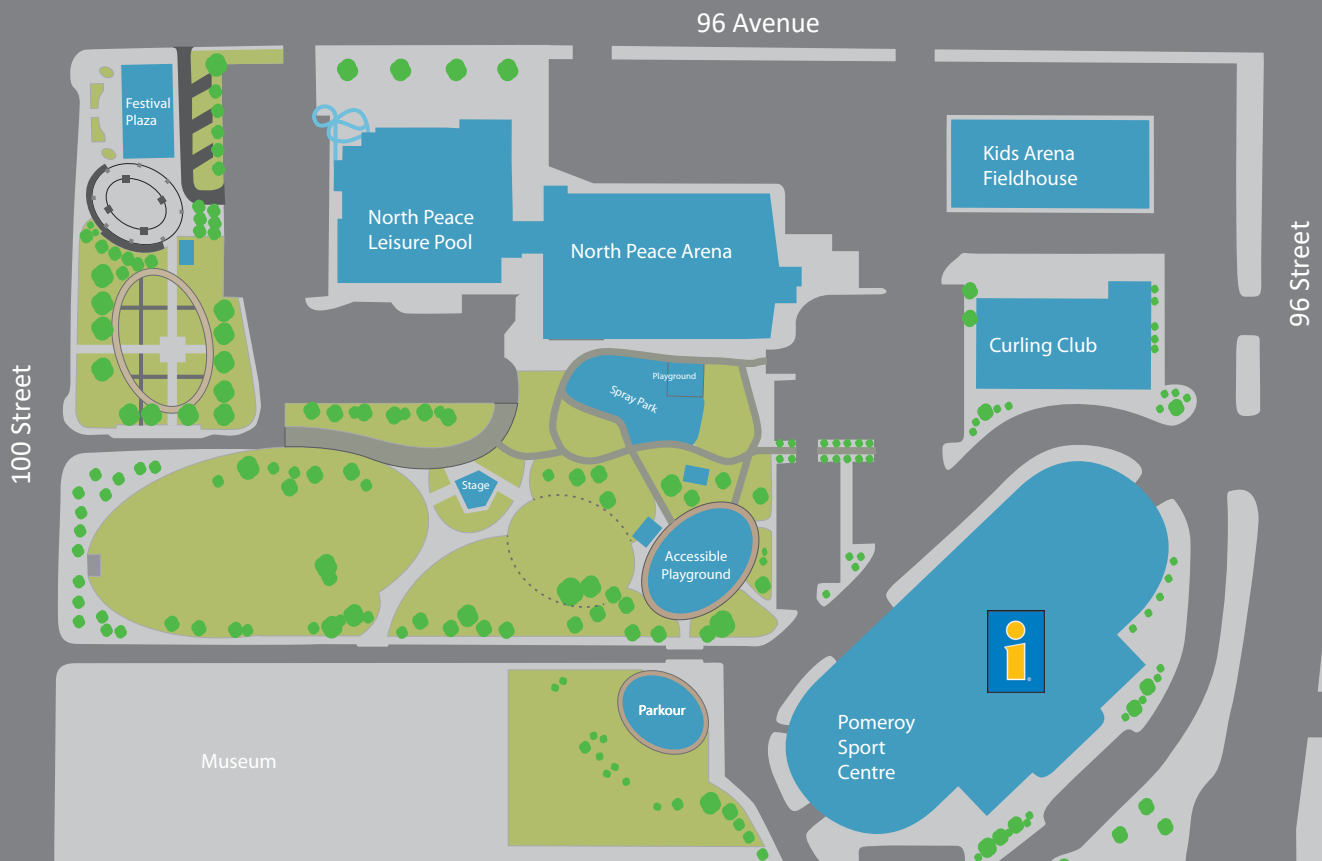 96 Avenue
Festival
Plaza
Kids Arena
Fieldhouse
North Peace
Leisure Pool
North Peace Arena
96 Street
Curling Club
100 Street
Playground
Spray Park
Stage
Accessible
Playground
i
Parkour
Pomeroy
Sport
Centre
Museum